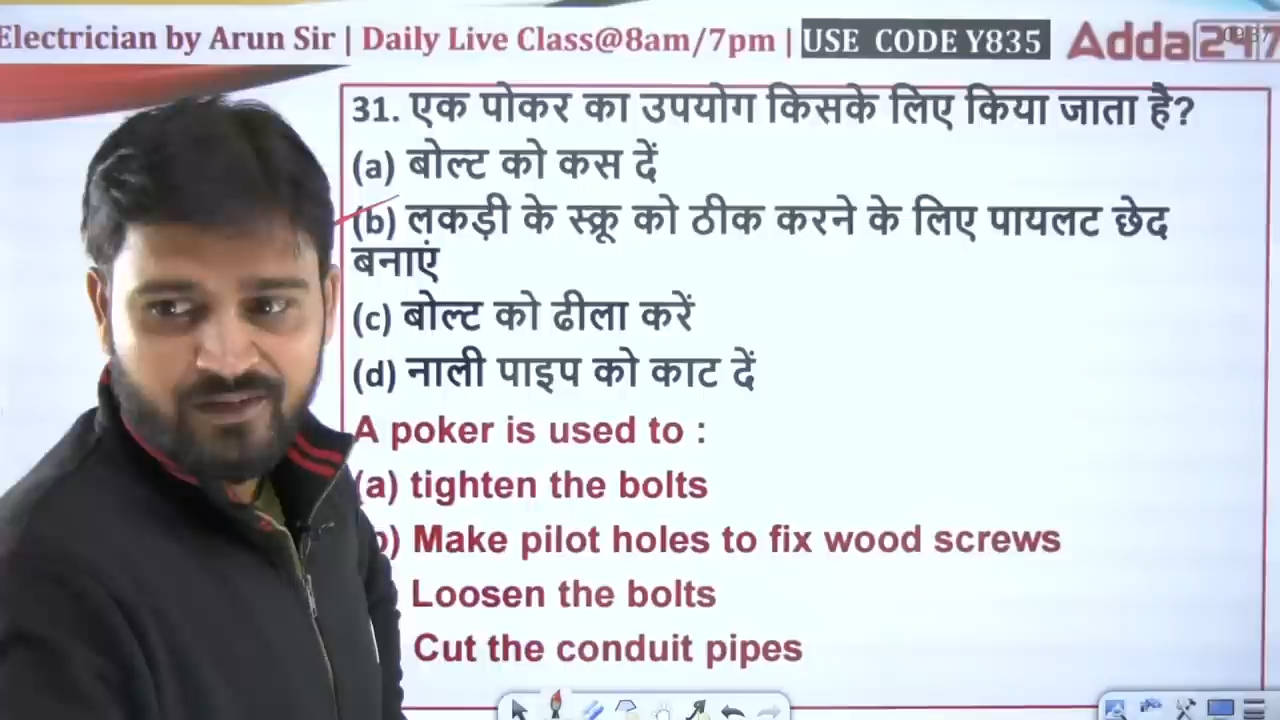 Electrician by Arun Sir | Daily Live Class@8am/7pm | USE CODE Y835 Adda247
31. एक पोकर का उपयोग किसके लिए किया जाता है?
(a) बोल्ट को कस दें
(b) लकड़ी के स्क्रू को ठीक करने के लिए पायलट छेद
बनाएं
(c) बोल्ट को ढीला करें
(d) नाली पाइप को काट दें
A poker is used to :
(a) tighten the bolts
b) Make pilot holes to fix wood screws
Loosen the bolts
Cut the conduit pipes